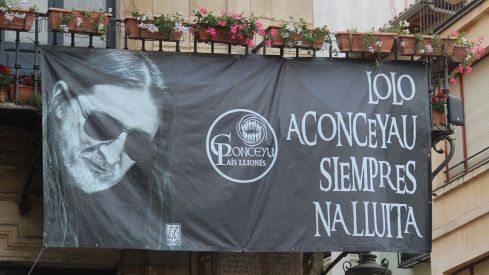 CONCEYU
PAÍS LLIONÉS
LOLO
ACONCEYAU
SIEMPRES
NA LLUITA